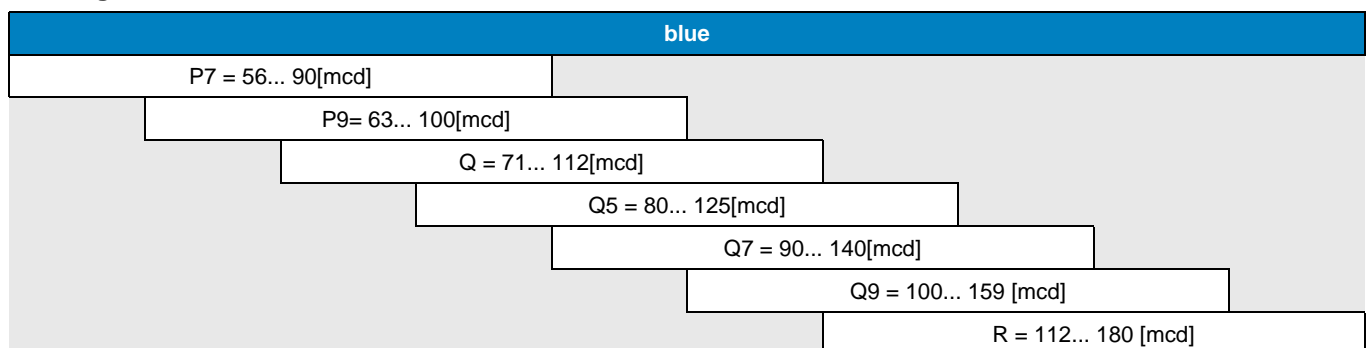 blue
P7 = 56... 90[mcd]
P9= 63... 100[mcd]
Q = 71... 112[mcd]
Q5 = 80... 125[mcd]
Q7 = 90... 140[mcd]
Q9 = 100... 159 [mcd]
R = 112... 180 [mcd]